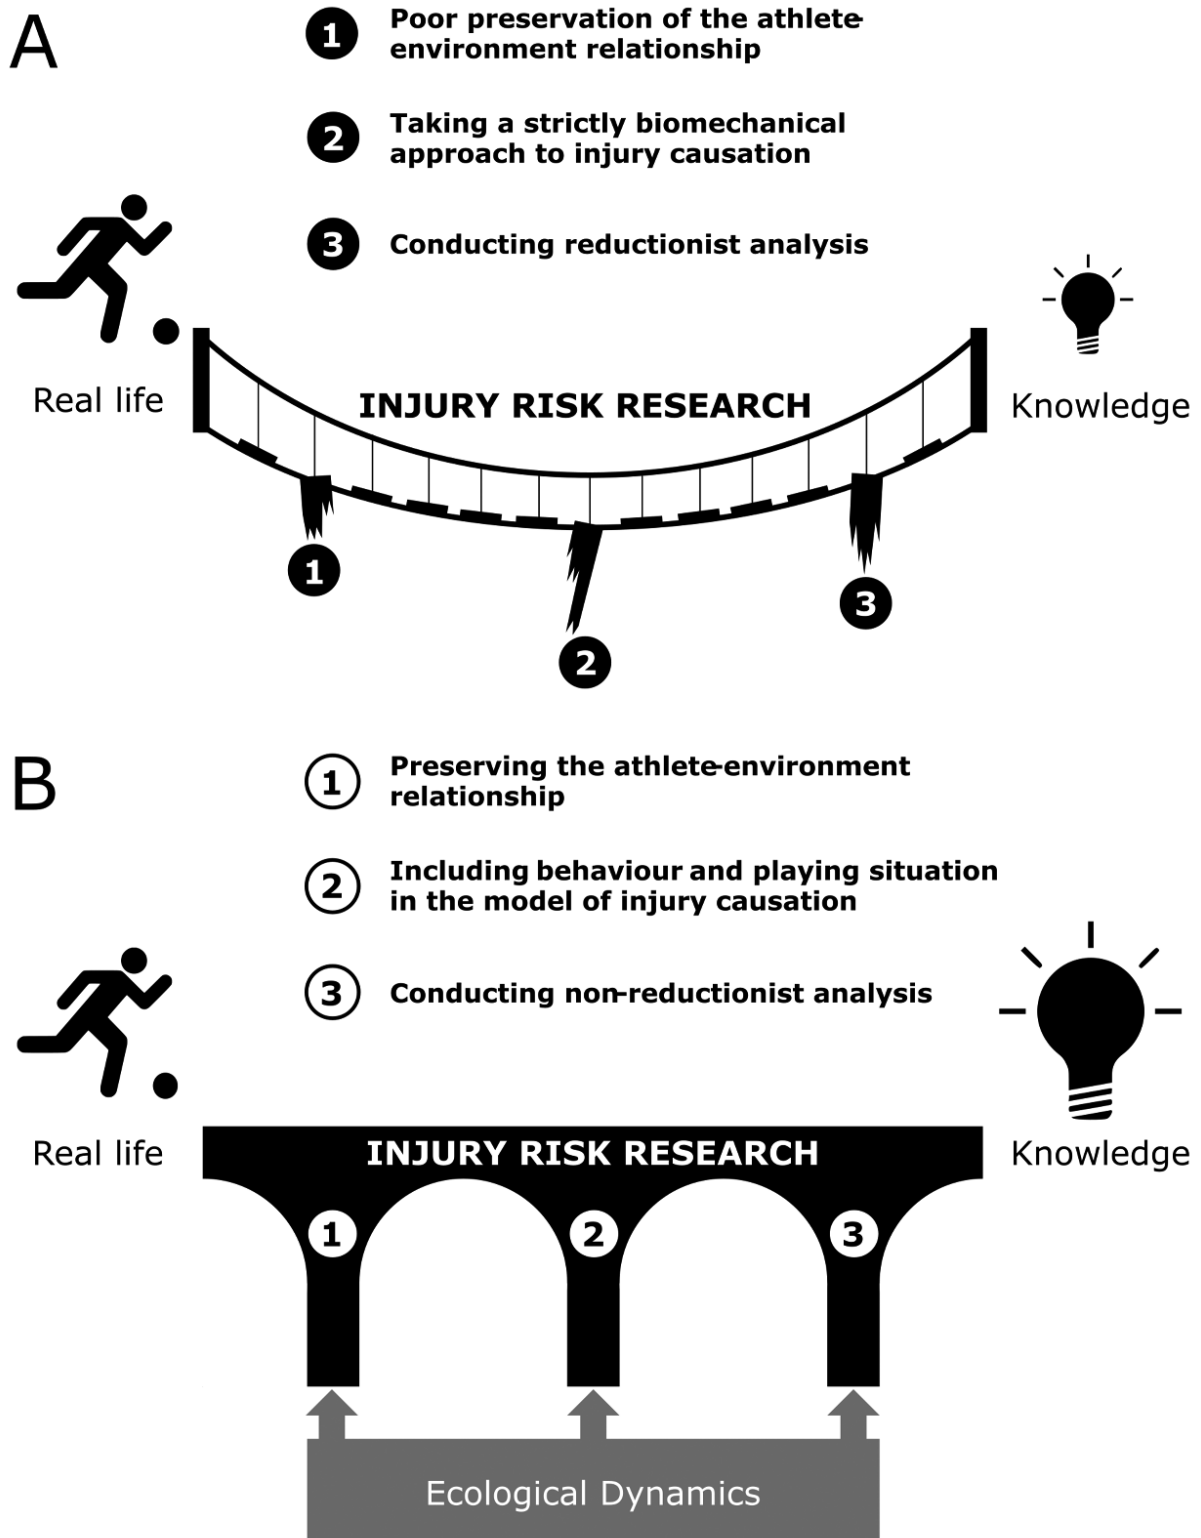 A
1 Poor preservation of the athlete-
environment relationship
2 Taking a strictly biomechanical
approach to injury causation
3 Conducting reductionist analysis
Real life
INJURY RISK RESEARCH
Knowledge
1
2
3
B
1 Preserving the athlete-environment
relationship
2 Including behaviour and playing situation
in the model of injury causation
3 Conducting non-reductionist analysis
Real life
INJURY RISK RESEARCH
Knowledge
1
2
3
Ecological Dynamics